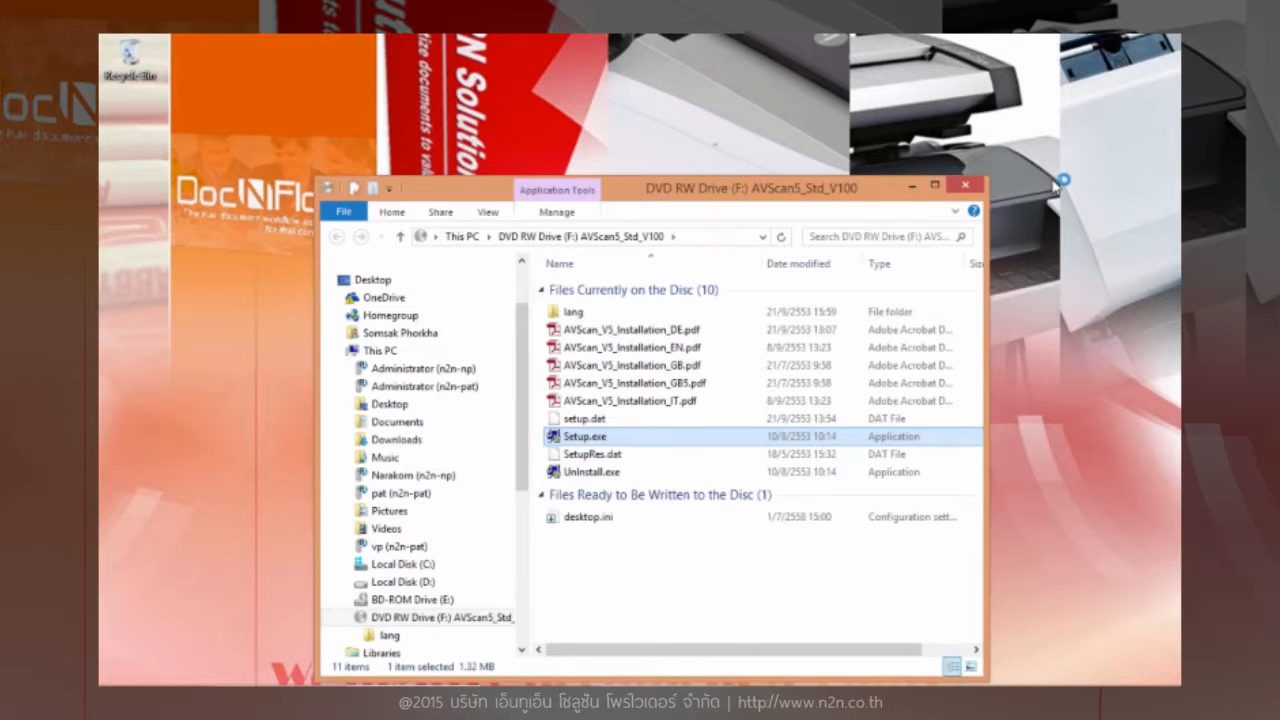 Recycle Bin
N Solution
tize documents to val
DocNFlo
DVD RW Drive (F:) AVScan5_Std_V100
Application Tools
File Home Share View Manage
This PC DVD RW Drive (F:) AVScan5_Std_V100
Search DVD RW Drive (F:) AVS...
Name Date modified Type Siz
Desktop
OneDrive
Homegroup
Somsak Phorkha
This PC
Administrator (n2n-np)
Administrator (n2n-pat)
Desktop
Documents
Downloads
Music
Narakom (n2n-np)
pat (n2n-pat)
Pictures
Videos
vp (n2n-pat)
Local Disk (C:)
Local Disk (D:)
BD-ROM Drive (E:)
DVD RW Drive (F:) AVScan5_Std_
lang
Libraries
Files Currently on the Disc (10)
lang 21/9/2553 15:59 File folder
AVScan_V5_Installation_DE.pdf 21/9/2553 13:07 Adobe Acrobat D...
AVScan_V5_Installation_EN.pdf 8/9/2553 13:23 Adobe Acrobat D...
AVScan_V5_Installation_GB.pdf 21/7/2553 9:58 Adobe Acrobat D...
AVScan_V5_Installation_GB5.pdf 21/7/2553 9:58 Adobe Acrobat D...
AVScan_V5_Installation_IT.pdf 8/9/2553 13:23 Adobe Acrobat D...
setup.dat 21/9/2553 13:54 DAT File
Setup.exe 10/8/2553 10:14 Application
SetupRes.dat 18/5/2553 15:32 DAT File
UnInstall.exe 10/8/2553 10:14 Application
Files Ready to Be Written to the Disc (1)
desktop.ini 1/7/2558 15:00 Configuration sett...
11 items 1 item selected 1.32 MB
@2015 บริษัท เอ็นทูเอ็น โซลูชัน โพรไวเดอร์ จำกัด | http://www.n2n.co.th